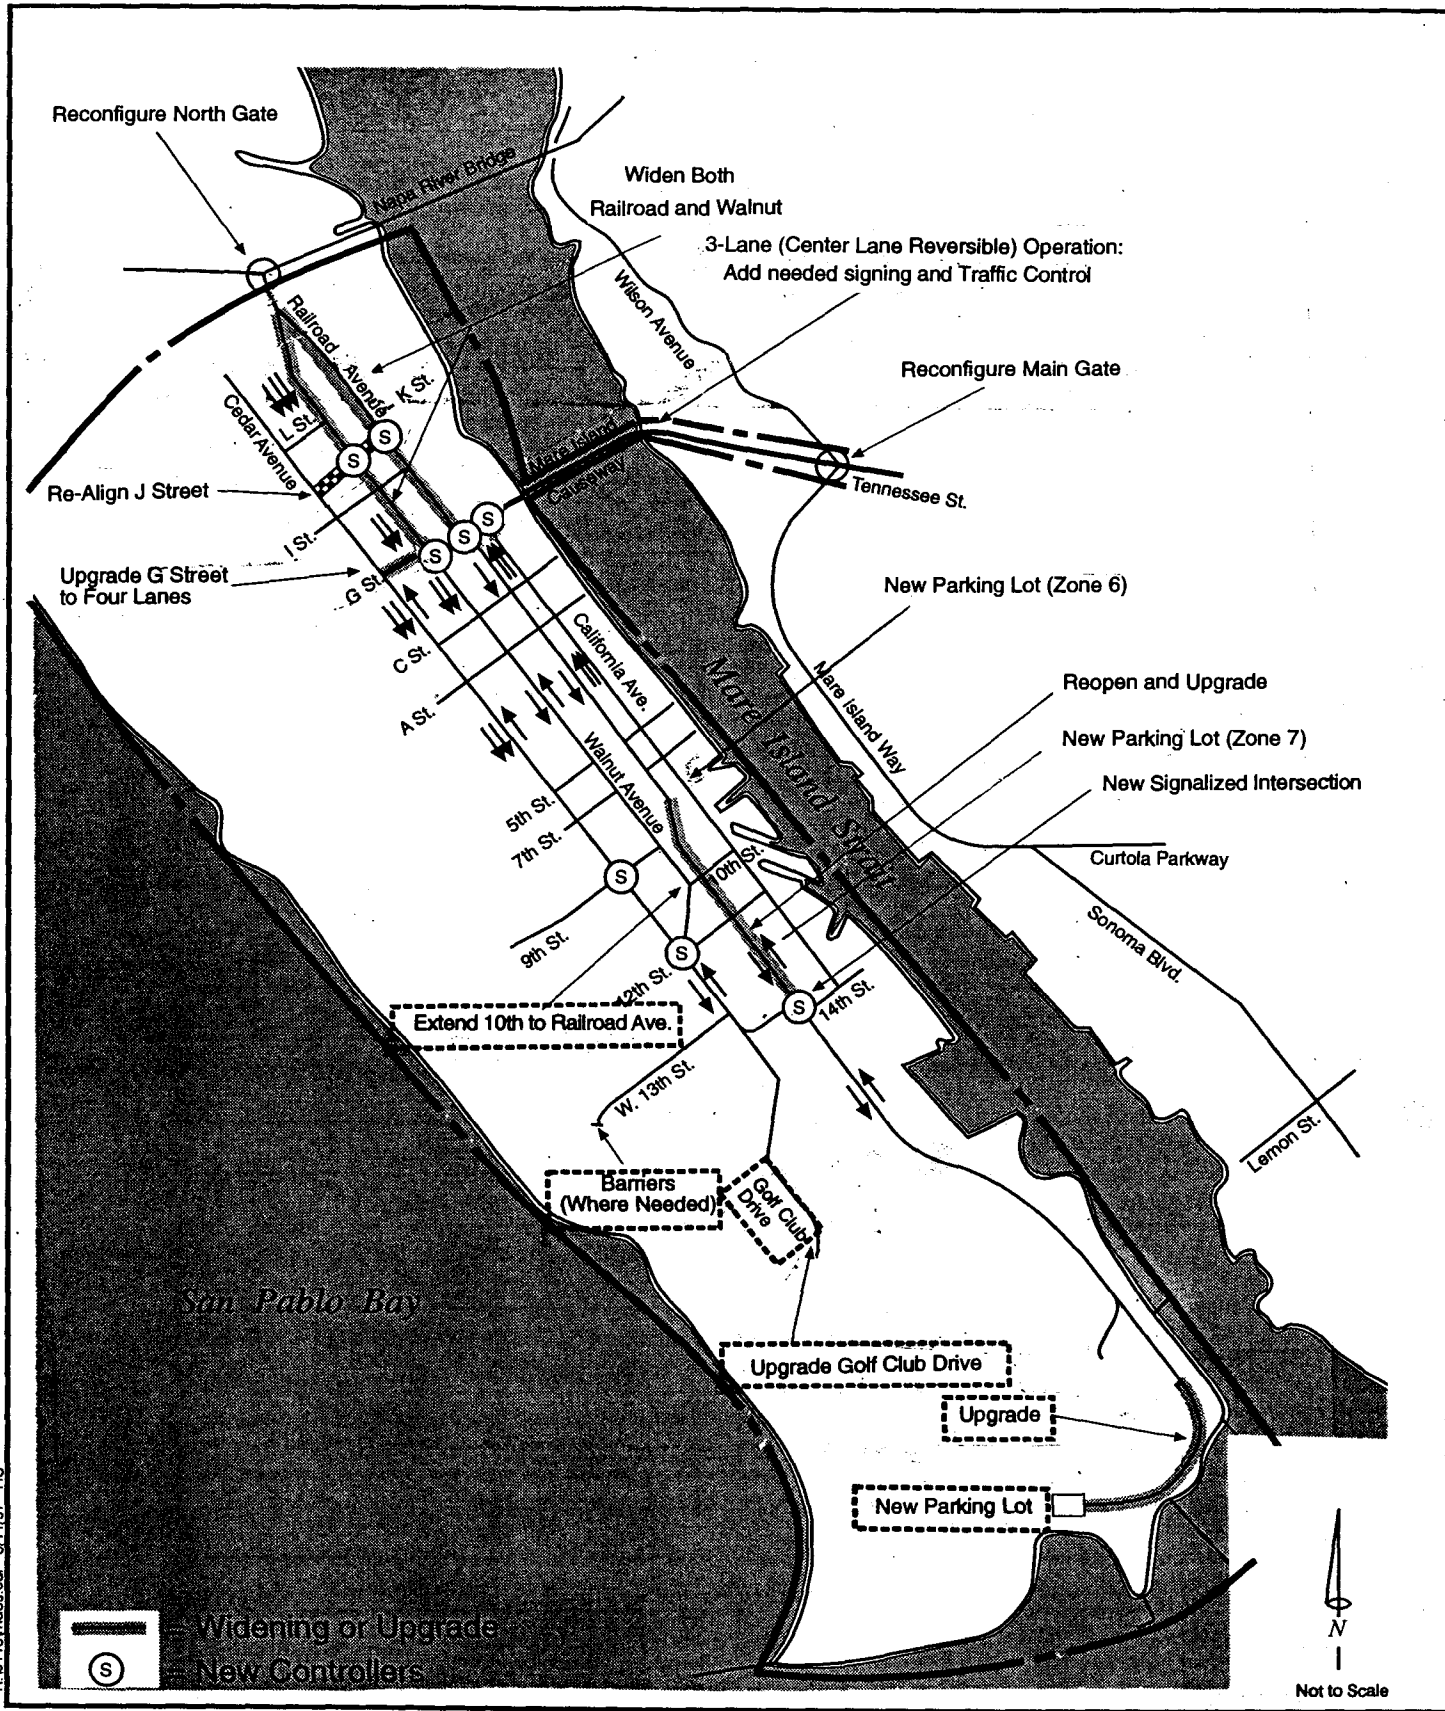 Reconfigure North Gate
Napa River Bridge
Widen Both
Railroad and Walnut
3-Lane (Center Lane Reversible) Operation:
Add needed signing and Traffic Control
Wilson Avenue
Railroad Avenue
K St.
L St.
Cedar Avenue
Reconfigure Main Gate
S
S
Mare Island
Causeway
Tennessee St.
Re-Align J Street
I St.
S
S
S
Upgrade G Street
to Four Lanes
G St.
New Parking Lot (Zone 6)
C St.
California Ave.
A St.
Mare Island Strait
Mare Island Way
Reopen and Upgrade
New Parking Lot (Zone 7)
New Signalized Intersection
Walnut Avenue
5th St.
7th St.
10th St.
Curtola Parkway
S
9th St.
Sonoma Blvd.
S
12th St.
S
14th St.
Extend 10th to Railroad Ave.
W. 13th St.
Lemon St.
Barriers
(Where Needed)
Golf Club
Drive
San Pablo Bay
Upgrade Golf Club Drive
Upgrade
New Parking Lot
= Widening or Upgrade
S = New Controllers
N
Not to Scale